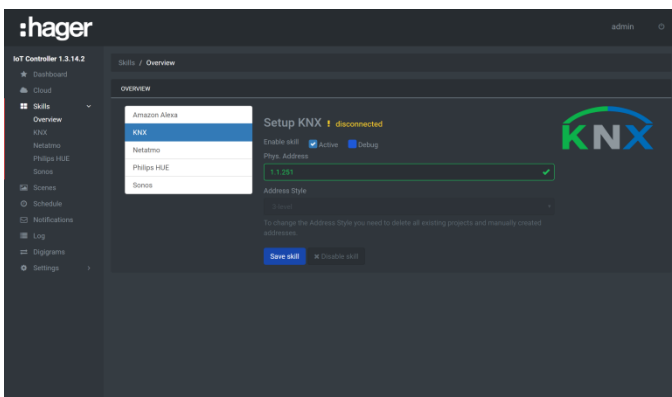 :hager
admin
IoT Controller 1.3.14.2
Dashboard
Cloud
Skills
Overview
KNX
Netatmo
Philips HUE
Sonos
Scenes
Schedule
Notifications
Log
Digigrams
Settings
Skills / Overview
OVERVIEW
Amazon Alexa
KNX
Netatmo
Philips HUE
Sonos
Setup KNX ! disconnected
Enable skill Active Debug
Phys. Address
1.1.251
Address Style
To change the Address Style you need to delete all existing projects and manually created
addresses.
Save skill × Disable skill
KNX